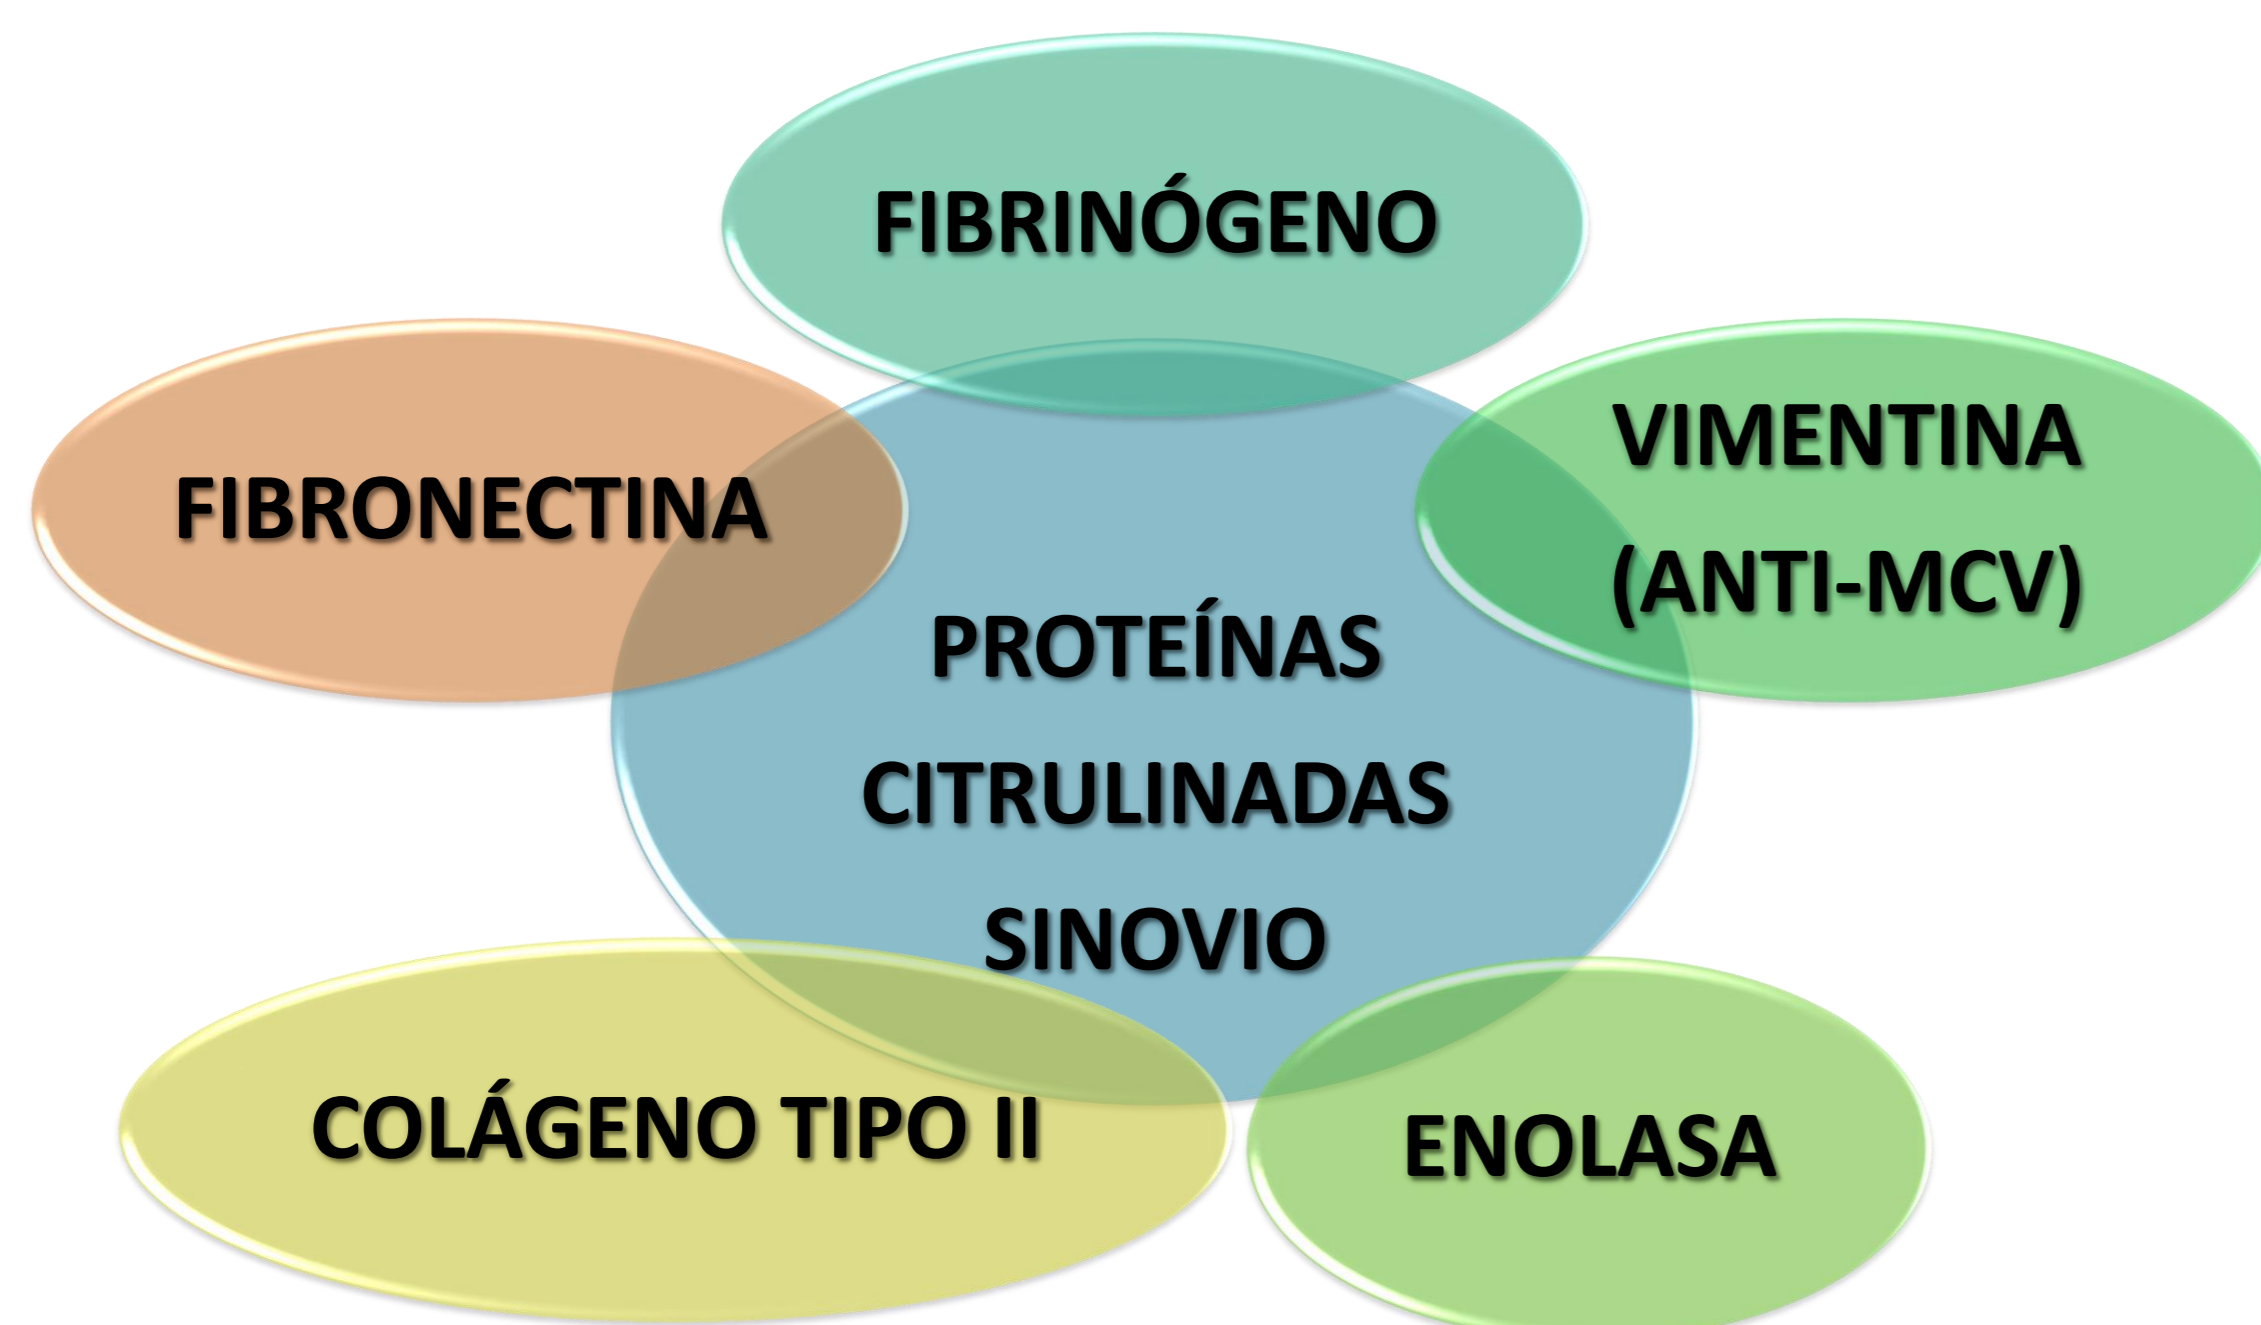 FIBRINÓGENO
FIBRONECTINA
VIMENTINA
(ANTI-MCV)
PROTEÍNAS
CITRULINADAS
SINOVIO
COLÁGENO TIPO II
ENOLASA